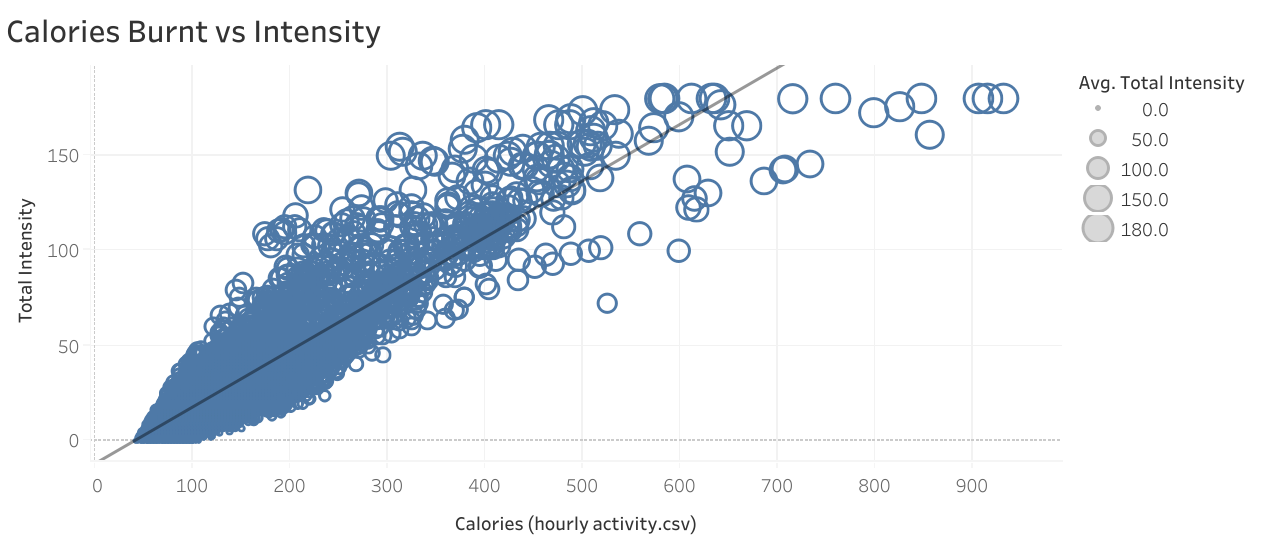 Calories Burnt vs Intensity
Avg. Total Intensity
0.0
50.0
100.0
150.0
180.0
Total Intensity
150
100
50
0
0 100 200 300 400 500 600 700 800 900
Calories (hourly activity.csv)